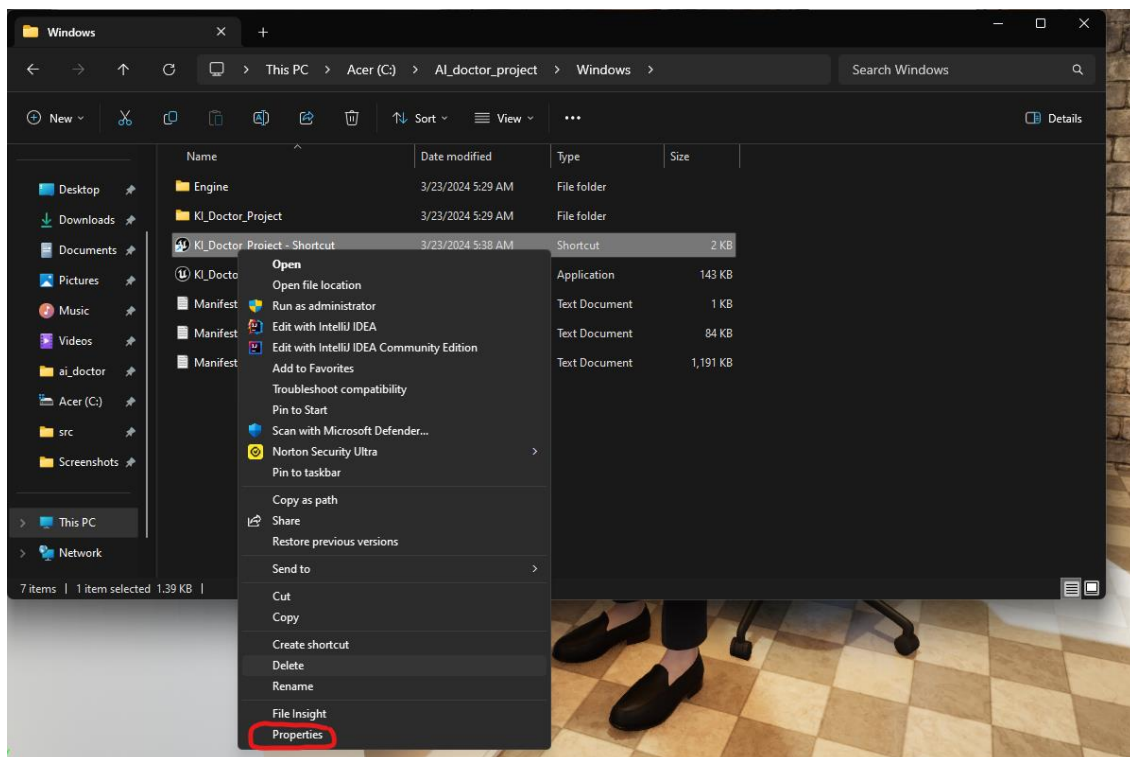 Windows
This PC > Acer (C:) > AI_doctor_project > Windows >
Search Windows
New
Sort
View
Details
Name Date modified Type Size
Desktop
Downloads
Documents
Pictures
Music
Videos
ai_doctor
Acer (C:)
src
Screenshots
This PC
Network
Engine 3/23/2024 5:29 AM File folder
KI_Doctor_Project 3/23/2024 5:29 AM File folder
KI_Doctor_Project - Shortcut 3/23/2024 5:38 AM Shortcut 2 KB
KI_Docto Application 143 KB
Manifest Text Document 1 KB
Manifest Text Document 84 KB
Manifest Text Document 1,191 KB
Open
Open file location
Run as administrator
Edit with IntelliJ IDEA
Edit with IntelliJ IDEA Community Edition
Add to Favorites
Troubleshoot compatibility
Pin to Start
Scan with Microsoft Defender...
Norton Security Ultra
Pin to taskbar
Copy as path
Share
Restore previous versions
Send to
Cut
Copy
Create shortcut
Delete
Rename
File Insight
Properties
7 items | 1 item selected 1.39 KB |